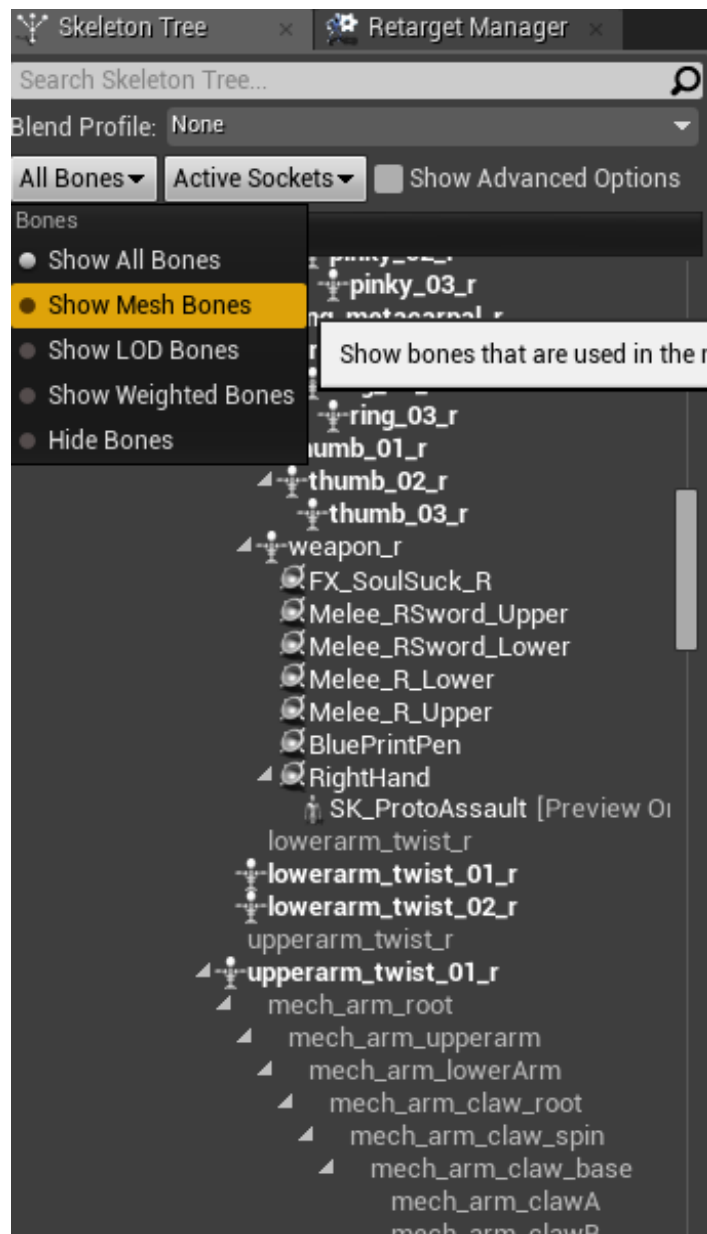 Skeleton Tree
Retarget Manager
Search Skeleton Tree...
Blend Profile: None
All Bones
Active Sockets
Show Advanced Options
Bones
Show All Bones
Show Mesh Bones
Show LOD Bones
Show Weighted Bones
Hide Bones
Show bones that are used in the
pinky_03_r
ring_03_r
thumb_02_r
thumb_03_r
weapon_r
FX_SoulSuck_R
Melee_RSword_Upper
Melee_RSword_Lower
Melee_R_Lower
Melee_R_Upper
BluePrintPen
RightHand
SK_ProtoAssault [Preview
lowerarm_twist_r
lowerarm_twist_01_r
lowerarm_twist_02_r
upperarm_twist_r
upperarm_twist_01_r
mech_arm_root
mech_arm_upperarm
mech_arm_lowerArm
mech_arm_claw_root
mech_arm_claw_spin
mech_arm_claw_base
mech_arm_clawA
mech_arm_clawB